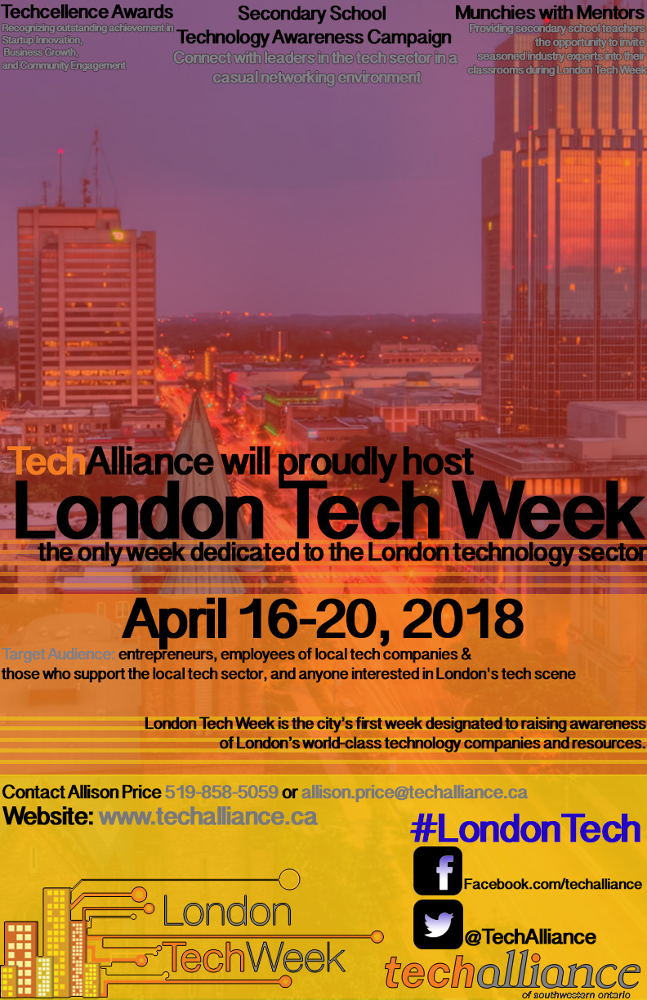 Techcellence Awards
Recognizing outstanding achievement in
Startup Innovation,
Business Growth,
and Community Engagement
Secondary School
Technology Awareness Campaign
Connect with leaders in the tech sector in a
casual networking environment
Munchies with Mentors
Providing secondary school teachers
the opportunity to invite
seasoned industry experts into their
classrooms during London Tech Week
TechAlliance will proudly host
London Tech Week
the only week dedicated to the London technology sector
April 16-20, 2018
Target Audience: entrepreneurs, employees of local tech companies &
those who support the local tech sector, and anyone interested in London's tech scene
London Tech Week is the city's first week designated to raising awareness
of London's world-class technology companies and resources.
Contact Allison Price 519-858-5059 or allison.price@techalliance.ca
Website: www.techalliance.ca
#LondonTech
Facebook.com/techalliance
@TechAlliance
London
TechWeek
techalliance
of southwestern ontario